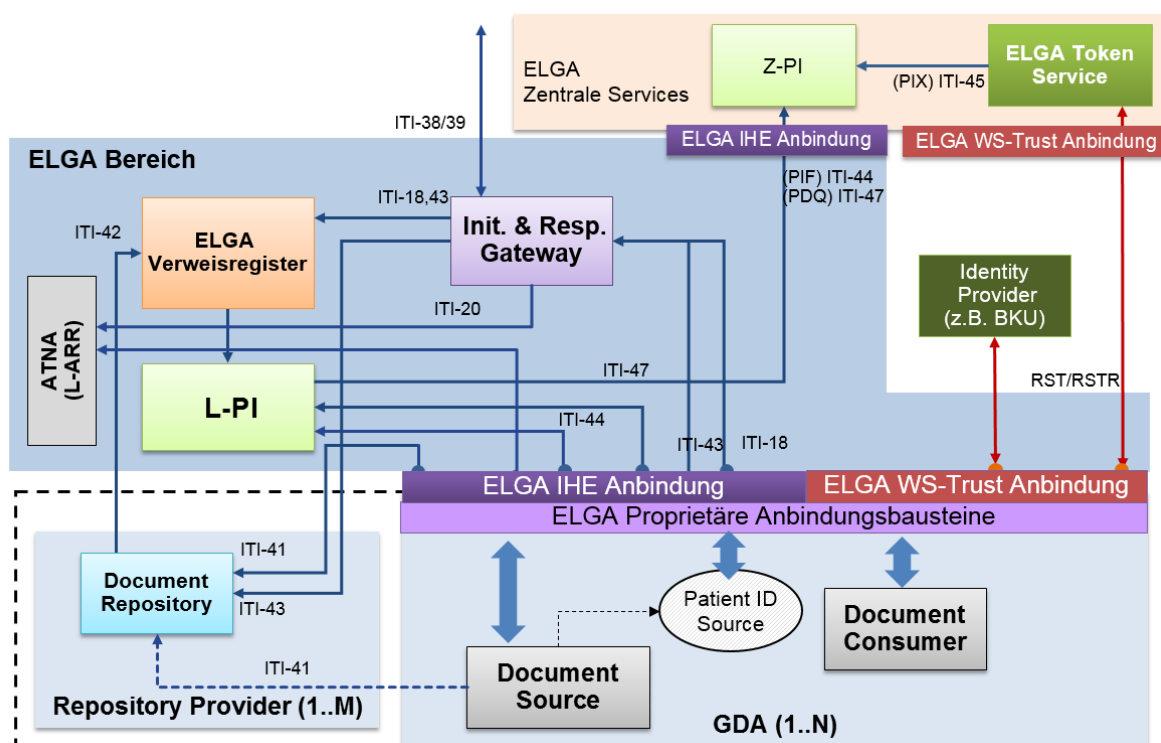 ELGA
Zentrale Services
Z-PI
ELGA Token
Service
(PIX) ITI-45
ITI-38/39
ELGA IHE Anbindung
ELGA WS-Trust Anbindung
ELGA Bereich
(PIF) ITI-44
(PDQ) ITI-47
ITI-18,43
ITI-42
ELGA
Verweisregister
Init. & Resp.
Gateway
Identity
Provider
(z.B. BKU)
ITI-20
ATNA
(L-ARR)
ITI-47
RST/RSTR
L-PI
ITI-44
ITI-43
ITI-18
ELGA IHE Anbindung
ELGA WS-Trust Anbindung
ELGA Proprietäre Anbindungsbausteine
ITI-41
Document
Repository
ITI-43
Patient ID
Source
Document
Consumer
ITI-41
Document
Source
Repository Provider (1..M)
GDA (1..N)